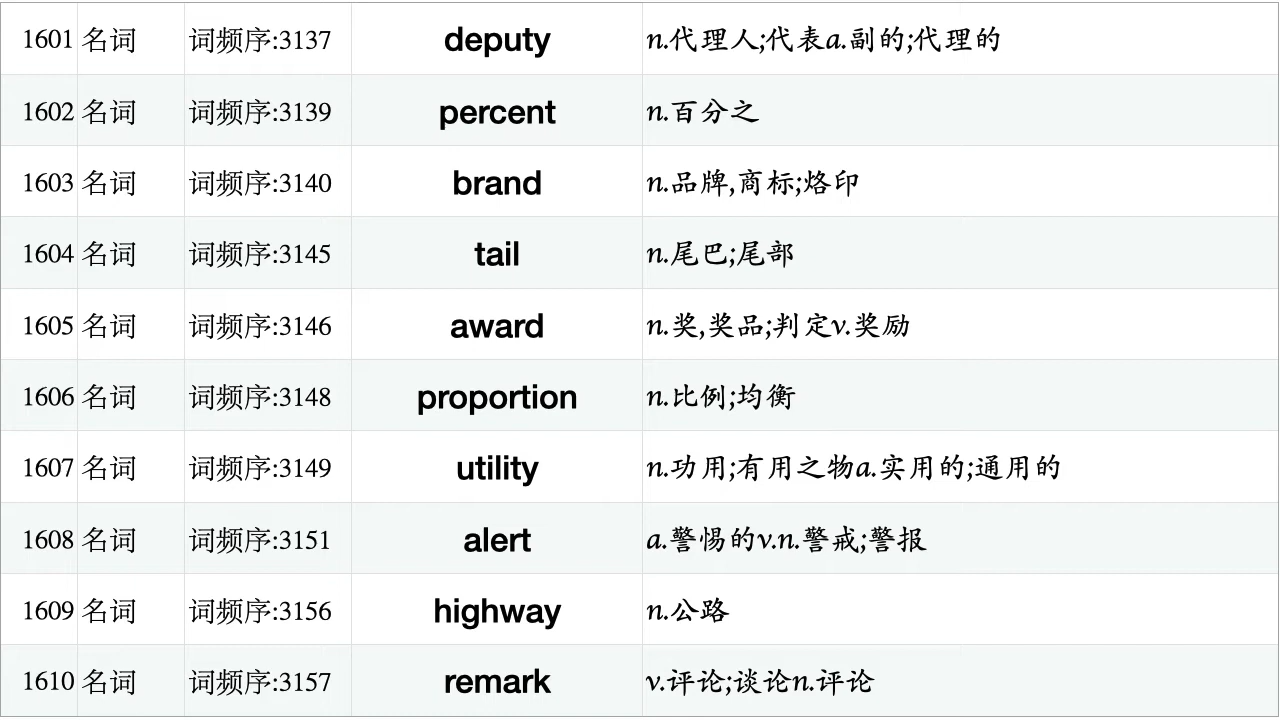 1601 名词 词频序:3137 deputy n.代理人;代表a.副的;代理的
1602 名词 词频序:3139 percent n.百分之
1603 名词 词频序:3140 brand n.品牌,商标;烙印
1604 名词 词频序:3145 tail n.尾巴;尾部
1605 名词 词频序:3146 award n.奖,奖品;判定v.奖励
1606 名词 词频序:3148 proportion n.比例;均衡
1607 名词 词频序:3149 utility n.功用;有用之物a.实用的;通用的
1608 名词 词频序:3151 alert a.警惕的v.n.警戒;警报
1609 名词 词频序:3156 highway n.公路
1610 名词 词频序:3157 remark v.评论;谈论n.评论